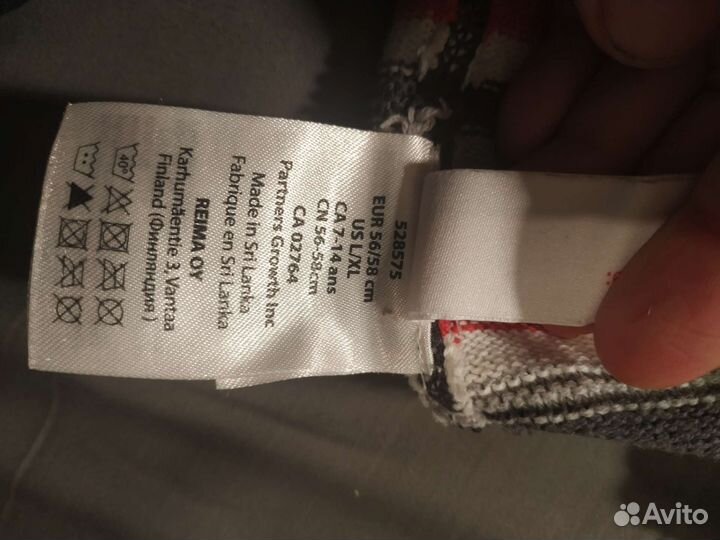 528575
EUR 56/58 cm
US L/XL
CA 7-14 ans
CN 56-58cm
CA 02764
Partners Growth Inc
Made in Sri Lanka
Fabrique en Sri Lanka
REIMA OY
Karhumäentie 3, Vantaa
Finland (Финляндия)
40°
Avito